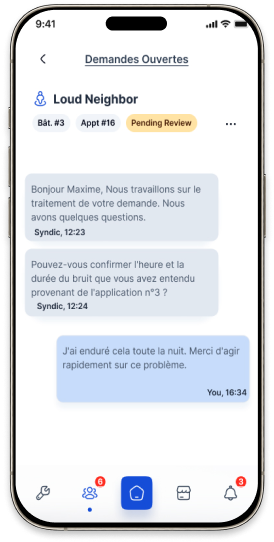 9:41
Demandes Ouvertes
Loud Neighbor
Bât. #3 Appt #16 Pending Review
Bonjour Maxime, Nous travaillons sur le
traitement de votre demande. Nous
avons quelques questions.
Syndic, 12:23
Pouvez-vous confirmer l'heure et la
durée du bruit que vous avez entendu
provenant de l'application n°3 ?
Syndic, 12:24
J'ai enduré cela toute la nuit. Merci d'agir
rapidement sur ce problème.
You, 16:34
6 3